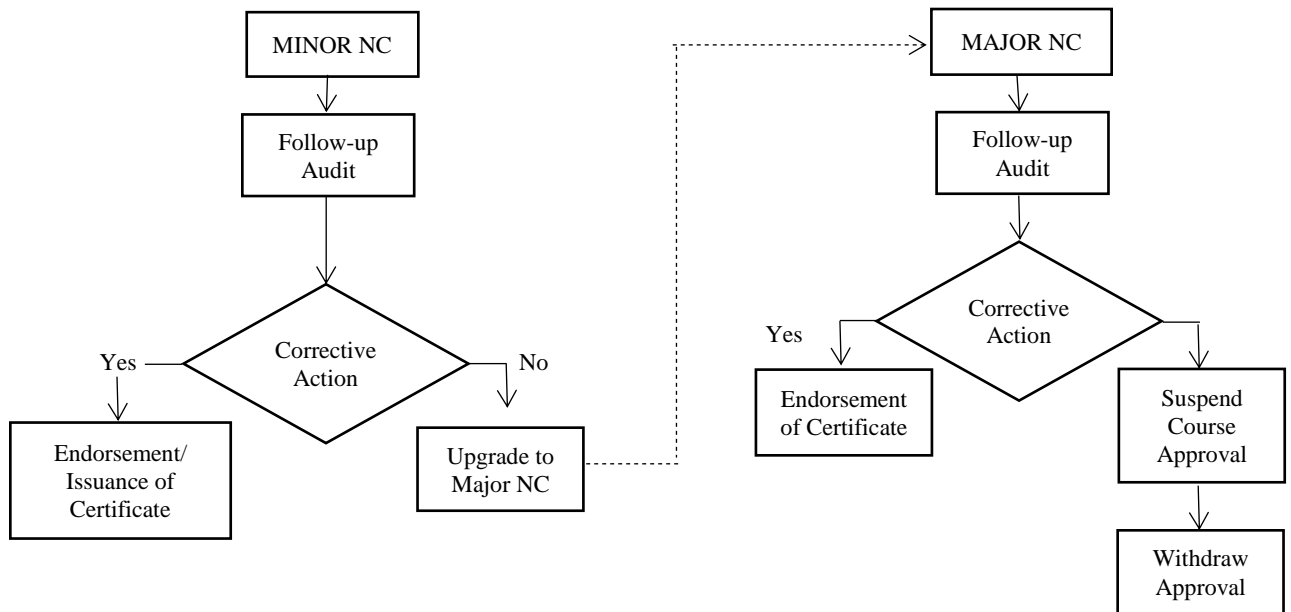 MINOR NC
Follow-up
Audit
Corrective
Action
Yes
No
Endorsement/
Issuance of
Certificate
Upgrade to
Major NC
MAJOR NC
Follow-up
Audit
Corrective
Action
Yes
Endorsement
of Certificate
Suspend
Course
Approval
Withdraw
Approval